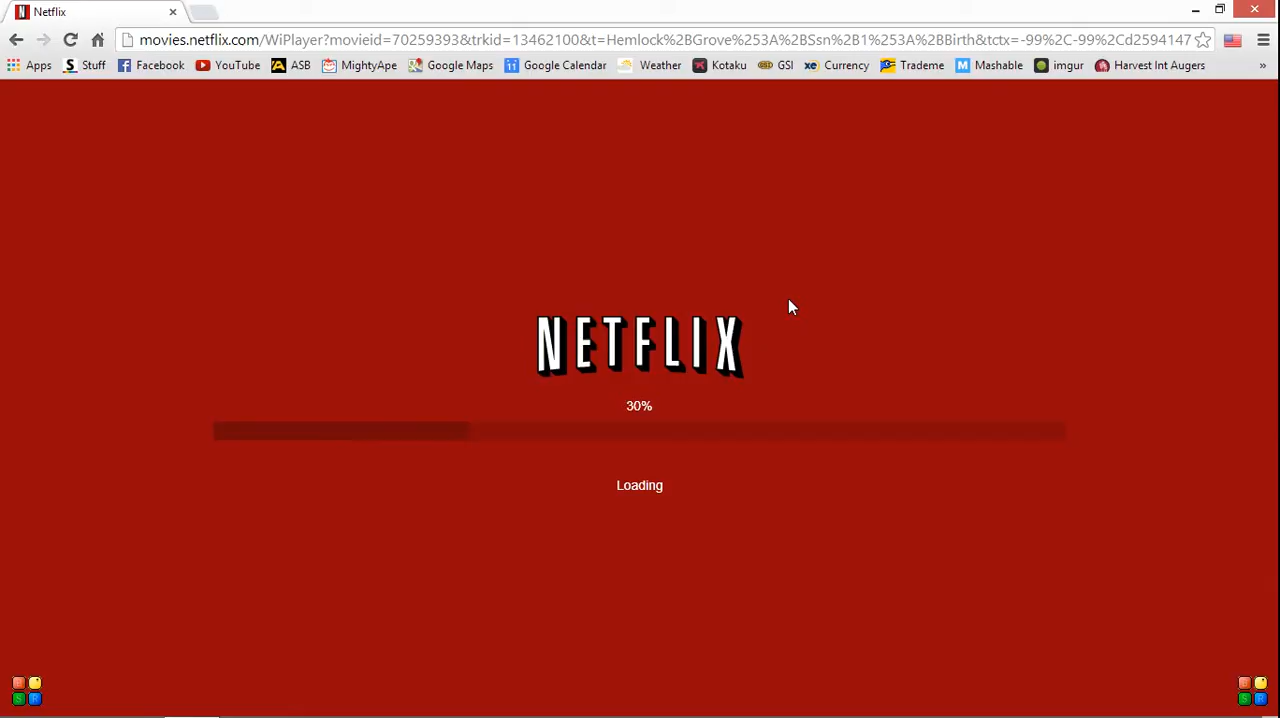 Netflix
movies.netflix.com/WiPlayer?movieid=70259393&trkid=13462100&t=Hemlock%2BGrove%253A%2BSsn%2B1%253A%2BBirth&tctx=-99%2C-99%2Cd2594147
Apps Stuff Facebook YouTube ASB MightyApe Google Maps Google Calendar Weather Kotaku GSI Currency Trademe Mashable imgur Harvest Int Augers »
NETFLIX
30%
Loading